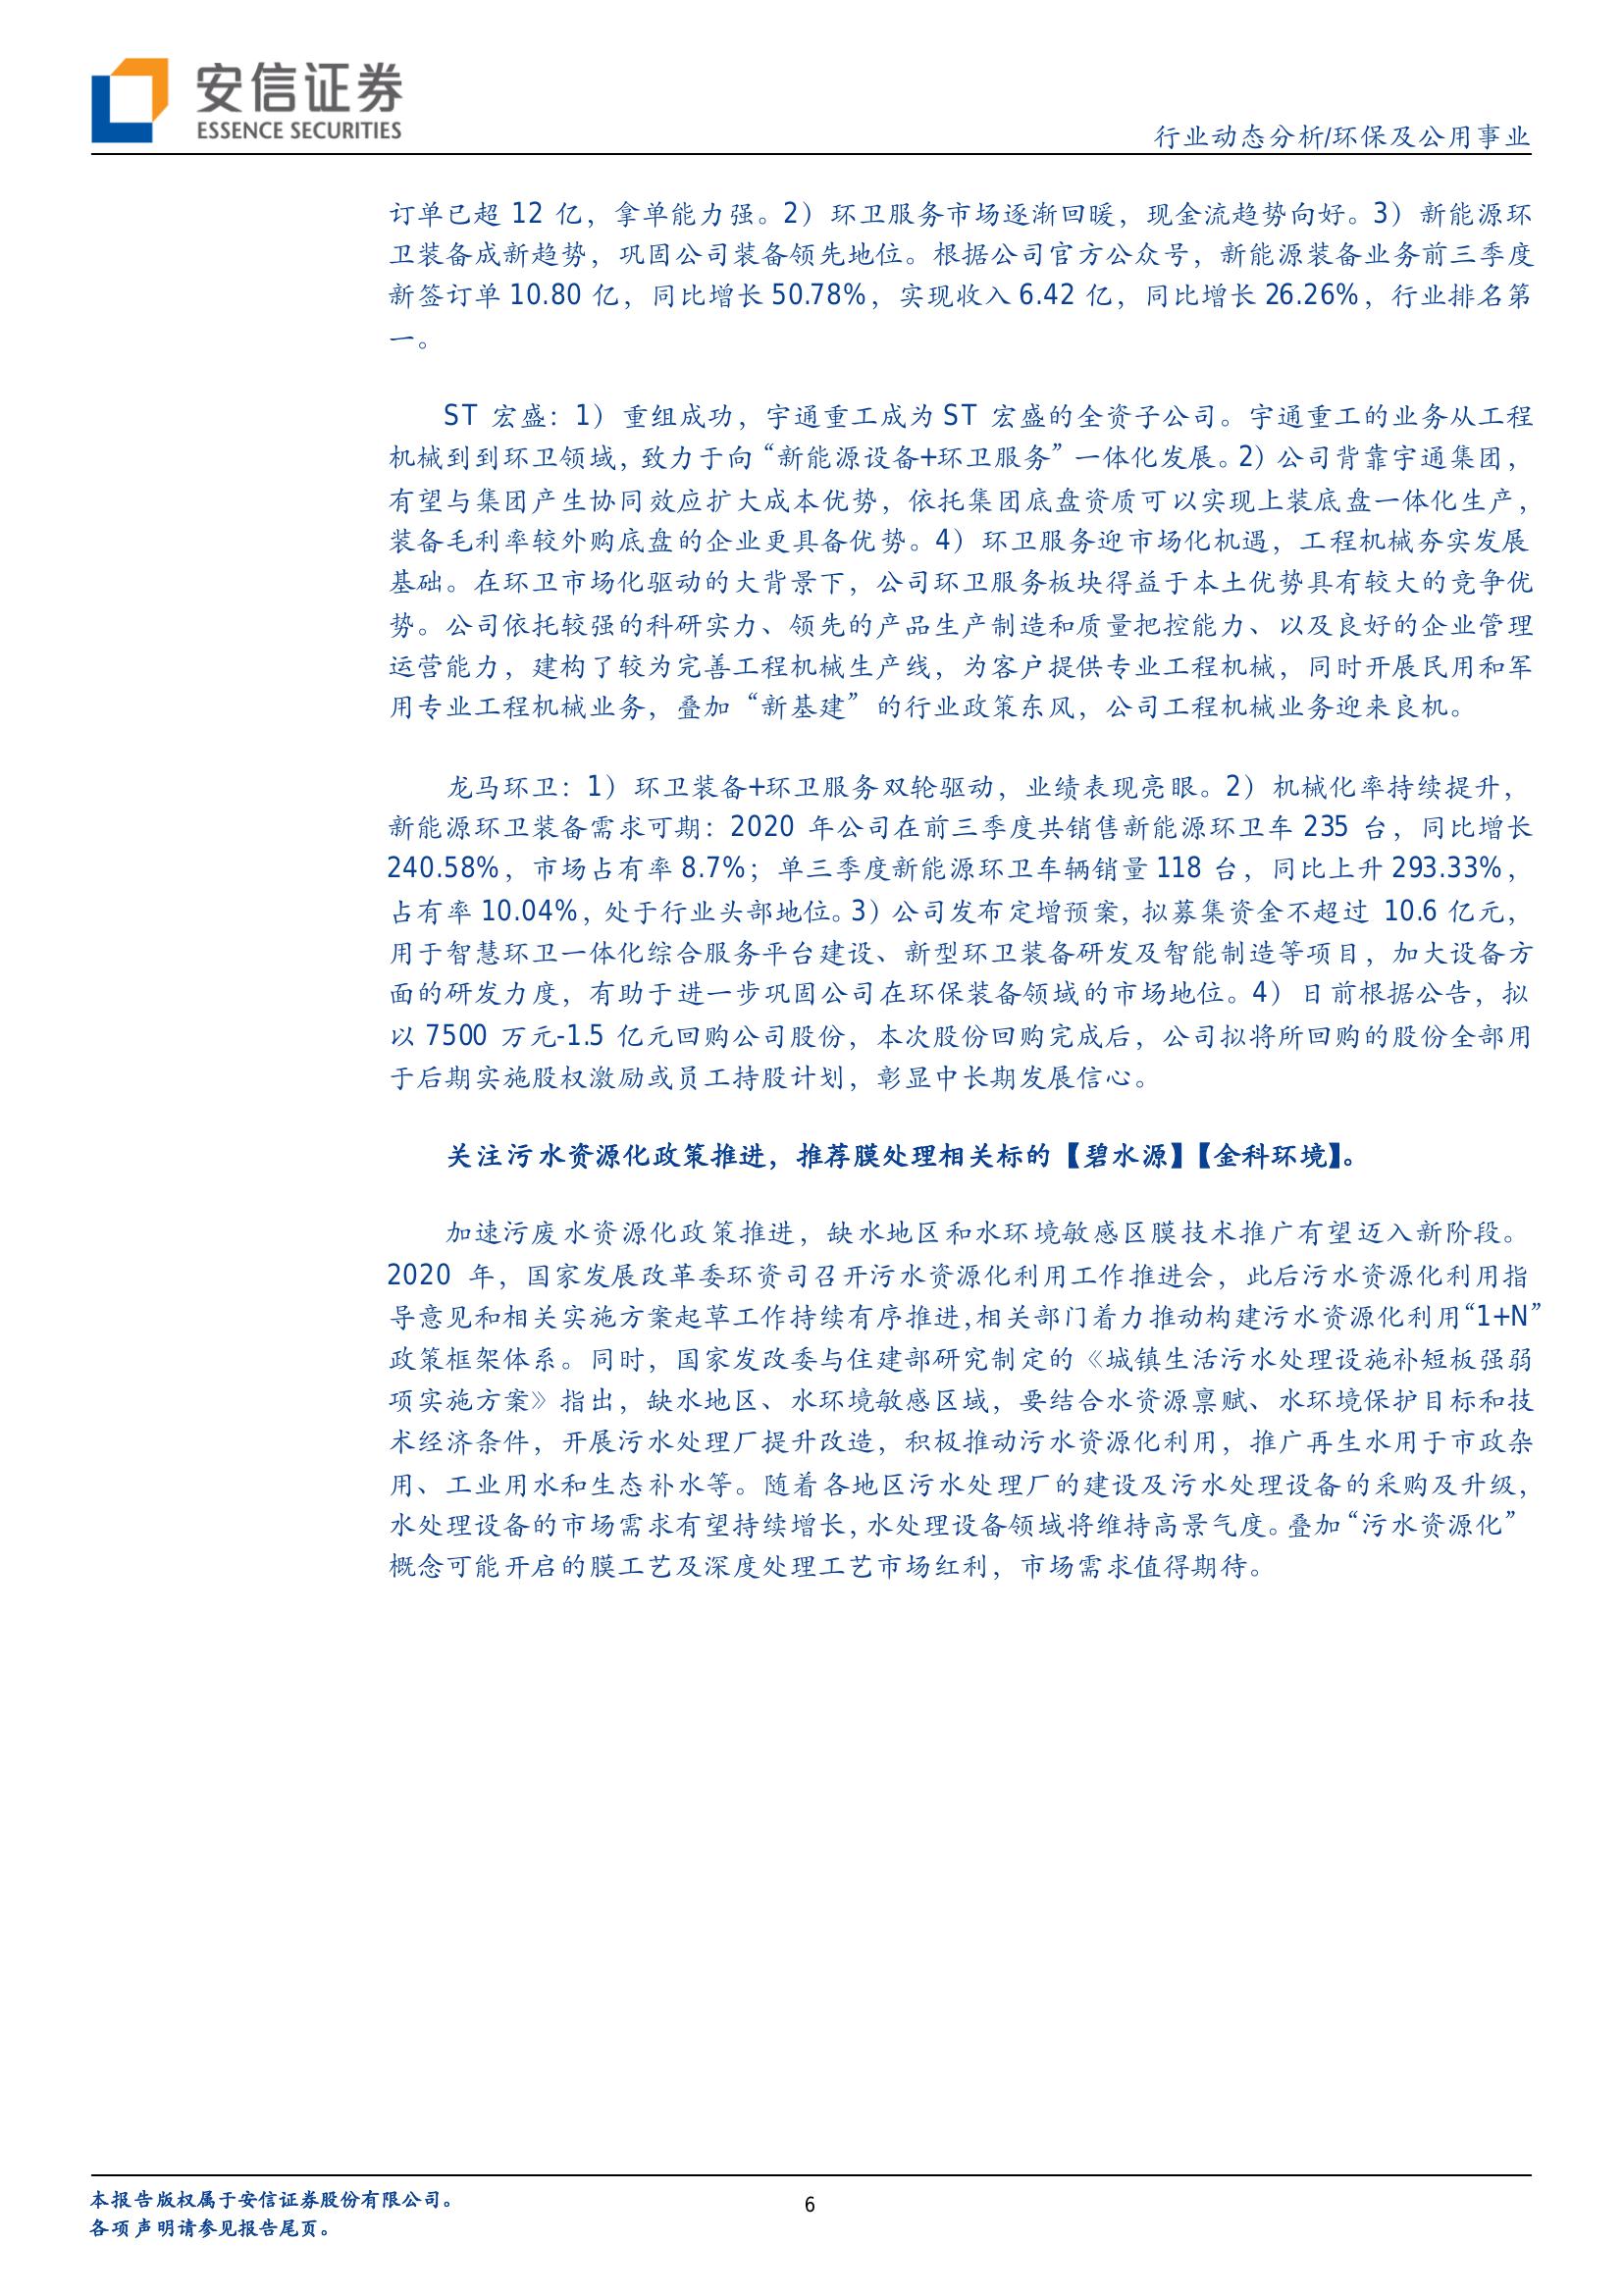 安信证券
ESSENCE SECURITIES
行业动态分析/环保及公用事业
订单已超 12 亿，拿单能力强。2）环卫服务市场逐渐回暖，现金流趋势向好。3）新能源环
卫装备成新趋势，巩固公司装备领先地位。根据公司官方公众号，新能源装备业务前三季度
新签订单 10.80 亿，同比增长 50.78%，实现收入 6.42 亿，同比增长 26.26%，行业排名第
一。
ST 宏盛：1）重组成功，宇通重工成为 ST 宏盛的全资子公司。宇通重工的业务从工程
机械到到环卫领域，致力于向“新能源设备+环卫服务”一体化发展。2）公司背靠宇通集团，
有望与集团产生协同效应扩大成本优势，依托集团底盘资质可以实现上装底盘一体化生产，
装备毛利率较外购底盘的企业更具备优势。4）环卫服务迎市场化机遇，工程机械夯实发展
基础。在环卫市场化驱动的大背景下，公司环卫服务板块得益于本土优势具有较大的竞争优
势。公司依托较强的科研实力、领先的产品生产制造和质量把控能力、以及良好的企业管理
运营能力，建构了较为完善工程机械生产线，为客户提供专业工程机械，同时开展民用和军
用专业工程机械业务，叠加“新基建”的行业政策东风，公司工程机械业务迎来良机。
龙马环卫：1）环卫装备+环卫服务双轮驱动，业绩表现亮眼。2）机械化率持续提升，
新能源环卫装备需求可期：2020 年公司在前三季度共销售新能源环卫车 235 台，同比增长
240.58%，市场占有率 8.7%；单三季度新能源环卫车辆销量 118 台，同比上升 293.33%，
占有率 10.04%，处于行业头部地位。3）公司发布定增预案，拟募集资金不超过 10.6 亿元，
用于智慧环卫一体化综合服务平台建设、新型环卫装备研发及智能制造等项目，加大设备方
面的研发力度，有助于进一步巩固公司在环保装备领域的市场地位。4）日前根据公告，拟
以 7500 万元-1.5 亿元回购公司股份，本次股份回购完成后，公司拟将所回购的股份全部用
于后期实施股权激励或员工持股计划，彰显中长期发展信心。
关注污水资源化政策推进，推荐膜处理相关标的【碧水源】【金科环境】。
加速污废水资源化政策推进，缺水地区和水环境敏感区膜技术推广有望迈入新阶段。
2020 年，国家发展改革委环资司召开污水资源化利用工作推进会，此后污水资源化利用指
导意见和相关实施方案起草工作持续有序推进，相关部门着力推动构建污水资源化利用“1+N”
政策框架体系。同时，国家发改委与住建部研究制定的《城镇生活污水处理设施补短板强弱
项实施方案》指出，缺水地区、水环境敏感区域，要结合水资源禀赋、水环境保护目标和技
术经济条件，开展污水处理厂提升改造，积极推动污水资源化利用，推广再生水用于市政杂
用、工业用水和生态补水等。随着各地区污水处理厂的建设及污水处理设备的采购及升级，
水处理设备的市场需求有望持续增长，水处理设备领域将维持高景气度。叠加“污水资源化”
概念可能开启的膜工艺及深度处理工艺市场红利，市场需求值得期待。
本报告版权属于安信证券股份有限公司。
各项声明请参见报告尾页。
6